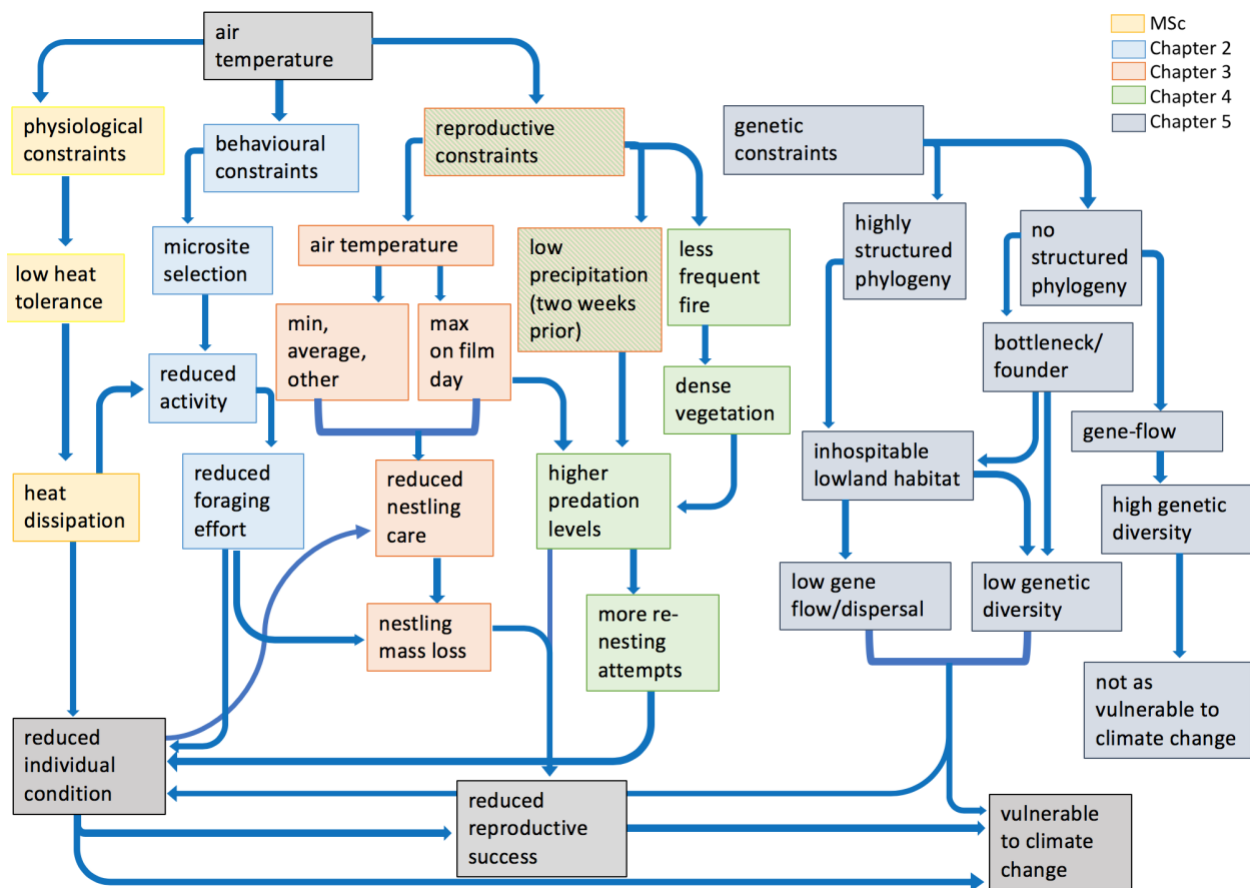 air
temperature
MSc
Chapter 2
Chapter 3
Chapter 4
Chapter 5
physiological
constraints
behavioural
constraints
reproductive
constraints
genetic
constraints
low heat
tolerance
microsite
selection
air temperature
low
precipitation
(two weeks
prior)
less
frequent
fire
highly
structured
phylogeny
no
structured
phylogeny
min,
average,
other
max
on film
day
reduced
activity
dense
vegetation
bottleneck/
founder
gene-flow
heat
dissipation
reduced
foraging
effort
reduced
nestling
care
higher
predation
levels
inhospitable
lowland habitat
high genetic
diversity
nestling
mass loss
more re-
nesting
attempts
low gene
flow/dispersal
low genetic
diversity
not as
vulnerable to
climate change
reduced
individual
condition
reduced
reproductive
success
vulnerable
to climate
change